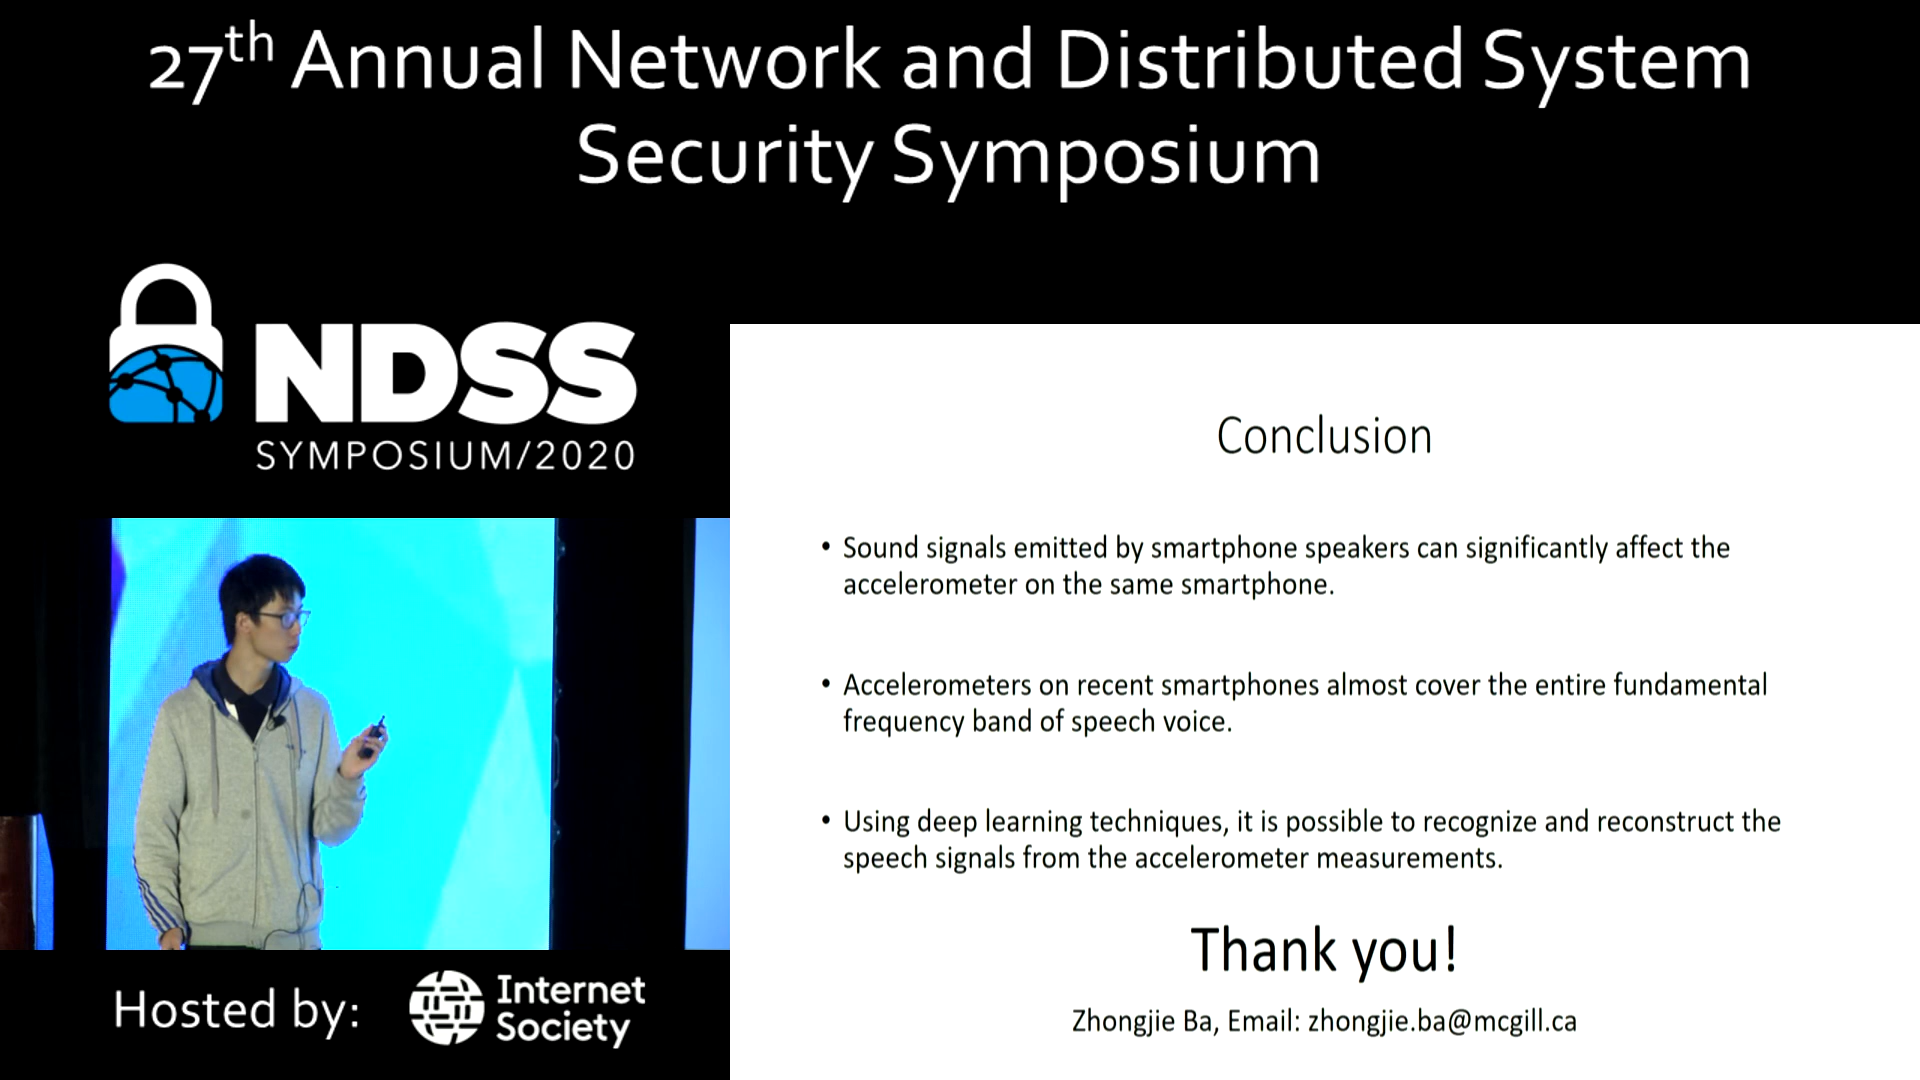 27th Annual Network and Distributed System
Security Symposium
NDSS
SYMPOSIUM/2020
Conclusion
• Sound signals emitted by smartphone speakers can significantly affect the
accelerometer on the same smartphone.
• Accelerometers on recent smartphones almost cover the entire fundamental
frequency band of speech voice.
• Using deep learning techniques, it is possible to recognize and reconstruct the
speech signals from the accelerometer measurements.
Thank you!
Zhongjie Ba, Email: zhongjie.ba@mcgill.ca
Hosted by:
Internet
Society